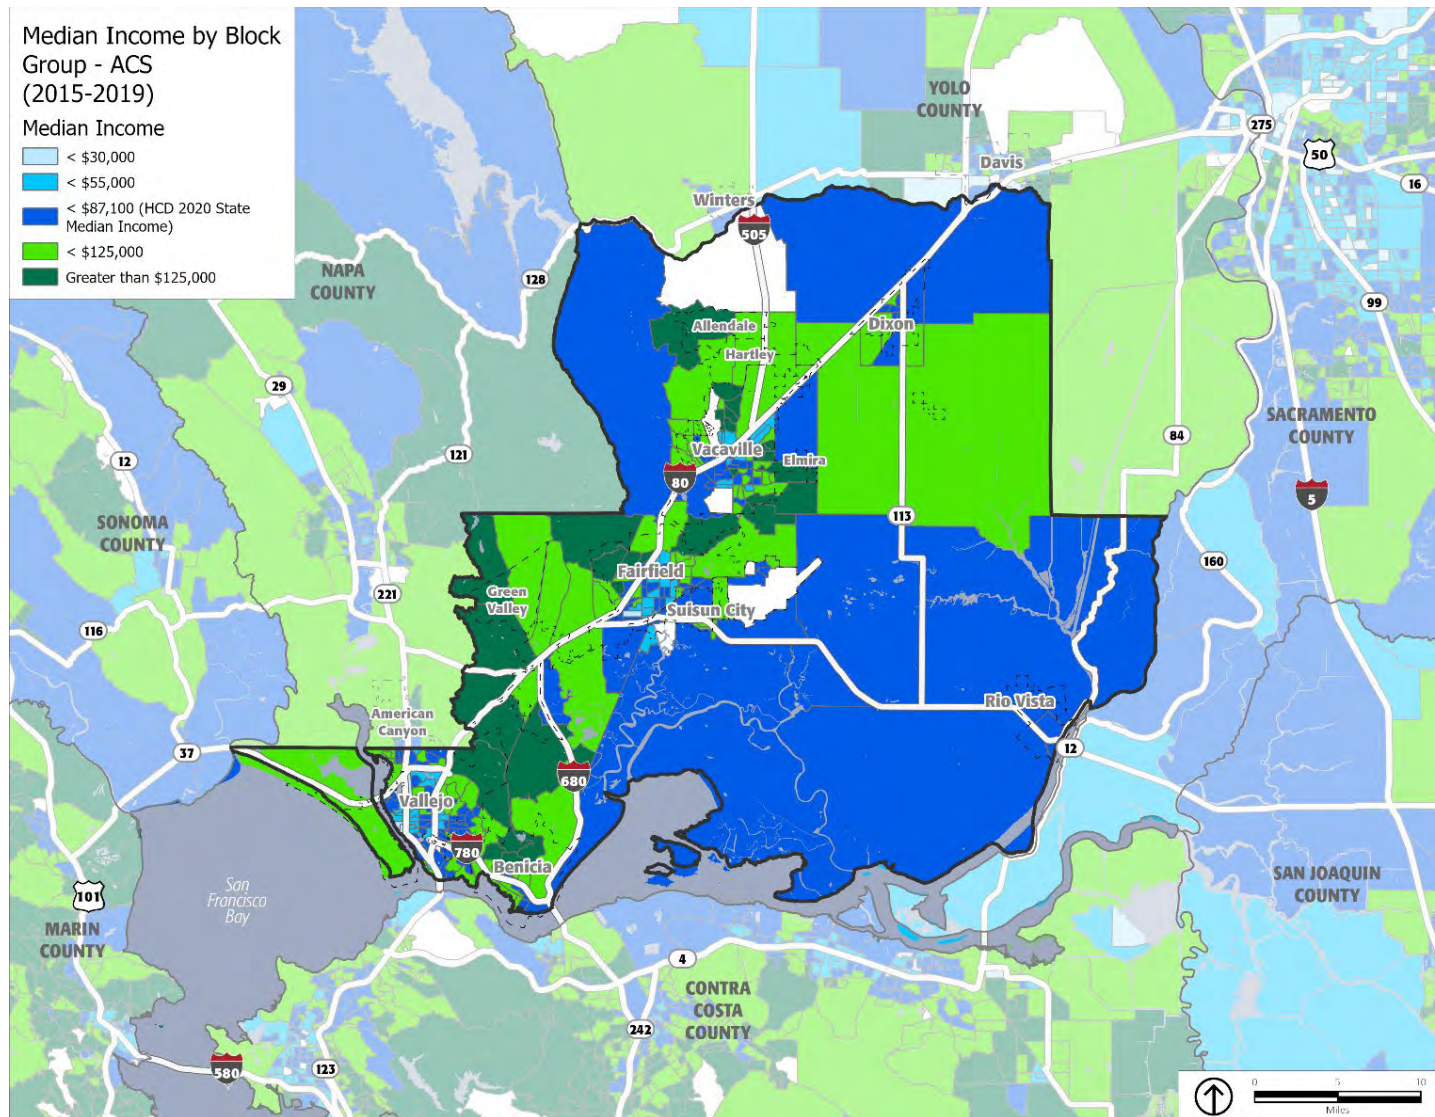 Median Income by Block
Group - ACS
(2015-2019)
Median Income
< $30,000
< $55,000
< $87,100 (HCD 2020 State
Median Income)
< $125,000
Greater than $125,000
YOLO
COUNTY
275
50
Davis
16
Winters
505
NAPA
COUNTY
128
99
Allendale
Dixon
Hartley
29
SACRAMENTO
COUNTY
84
121
12
Vacaville
Elmira
80
5
SONOMA
COUNTY
113
160
Fairfield
221
Green
Valley
Suisun City
116
Rio Vista
American
Canyon
37
12
680
Vallejo
780
Benicia
San
Francisco
Bay
101
SAN JOAQUIN
COUNTY
MARIN
COUNTY
4
CONTRA
COSTA
COUNTY
242
580
123
0 5 10
Miles